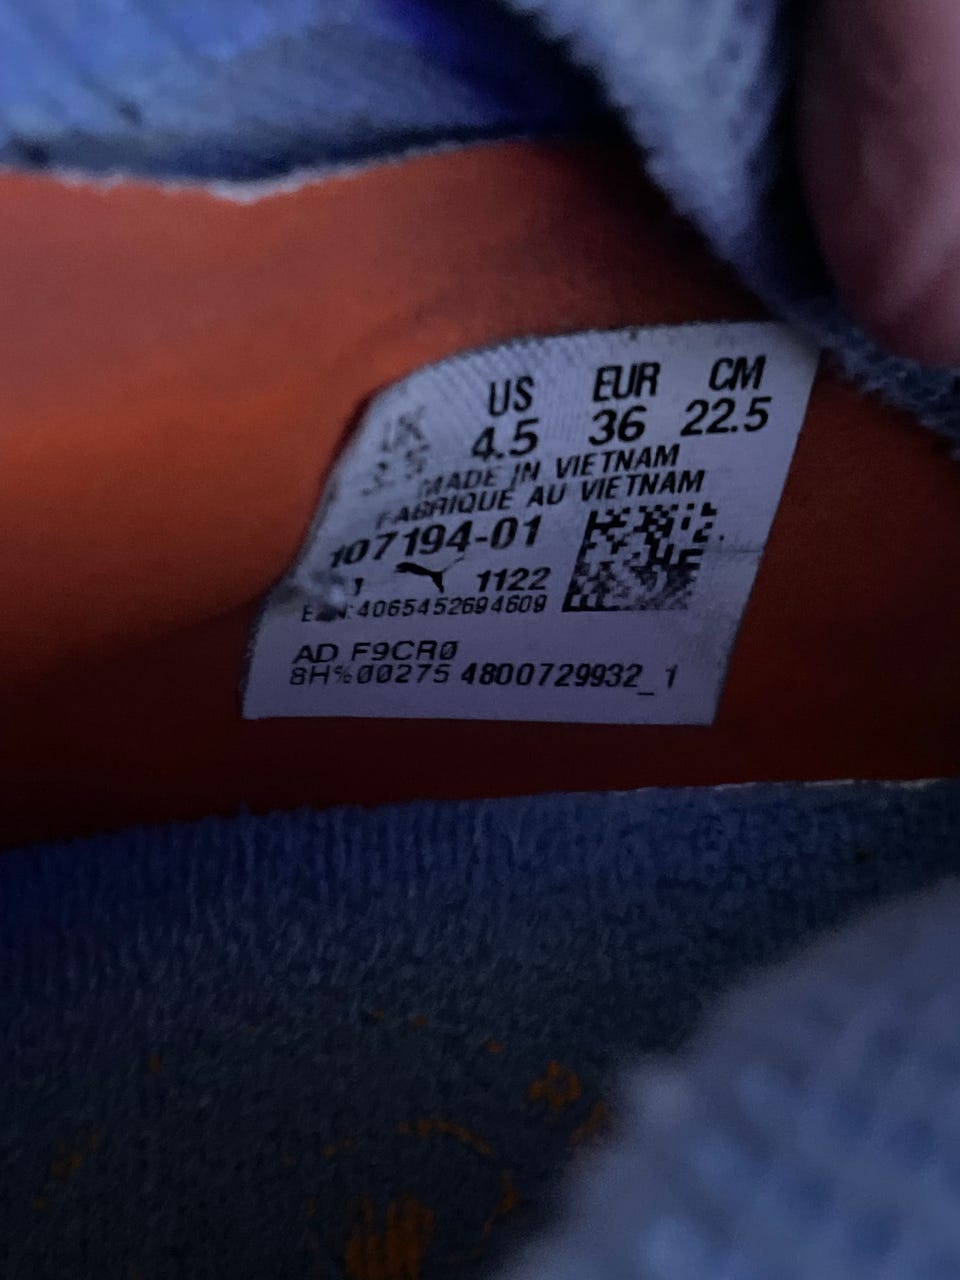 UK US EUR CM
3.5 4.5 36 22.5
MADE IN VIETNAM
FABRIQUE AU VIETNAM
107194-01
1122
EAN:4065452694609
AD F9CRØ
8H%00275 4800729932_1